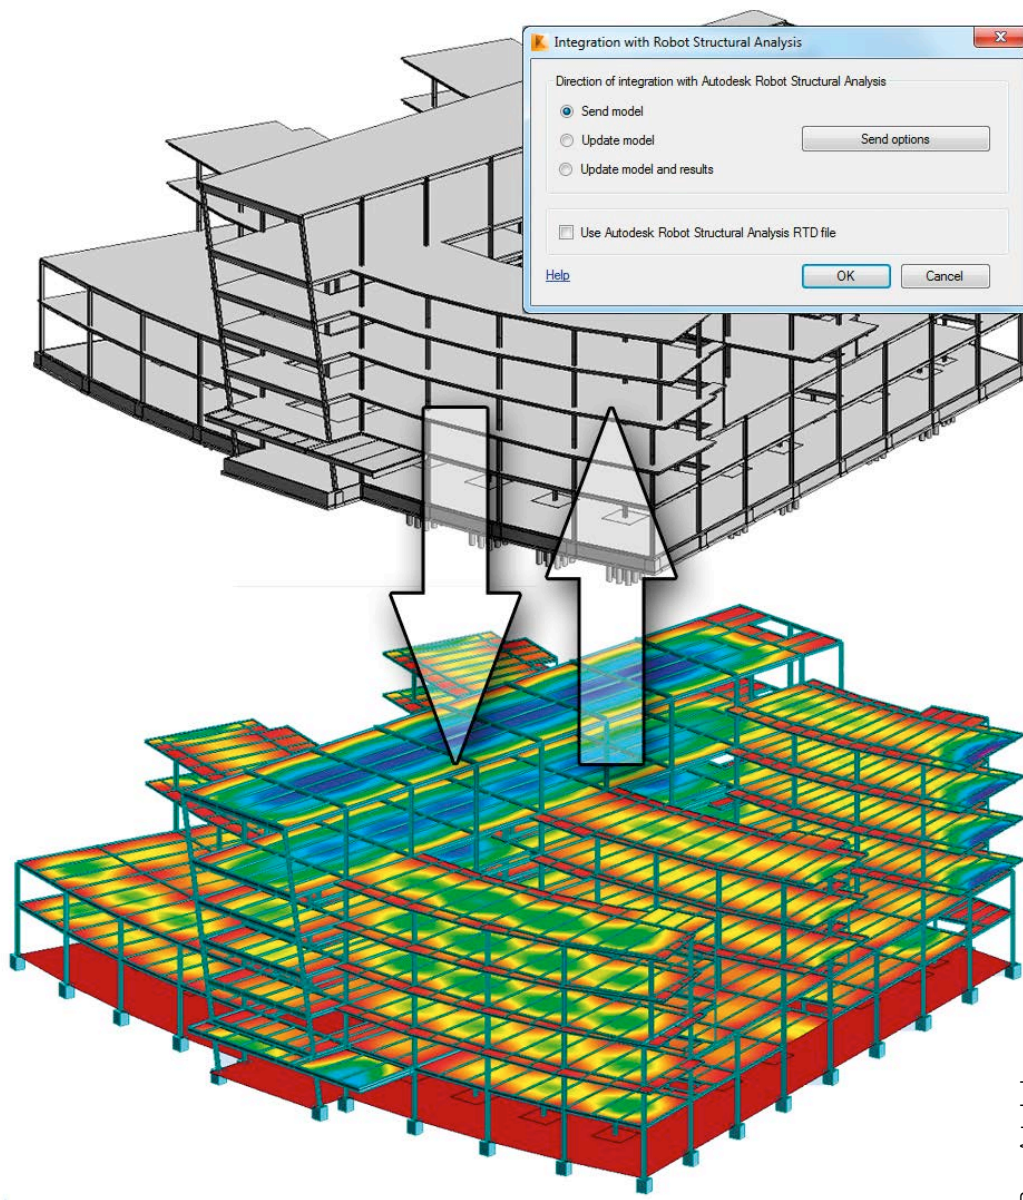 Integration with Robot Structural Analysis
Direction of integration with Autodesk Robot Structural Analysis
Send model
Update model
Send options
Update model and results
Use Autodesk Robot Structural Analysis RTD file
Help
OK
Cancel